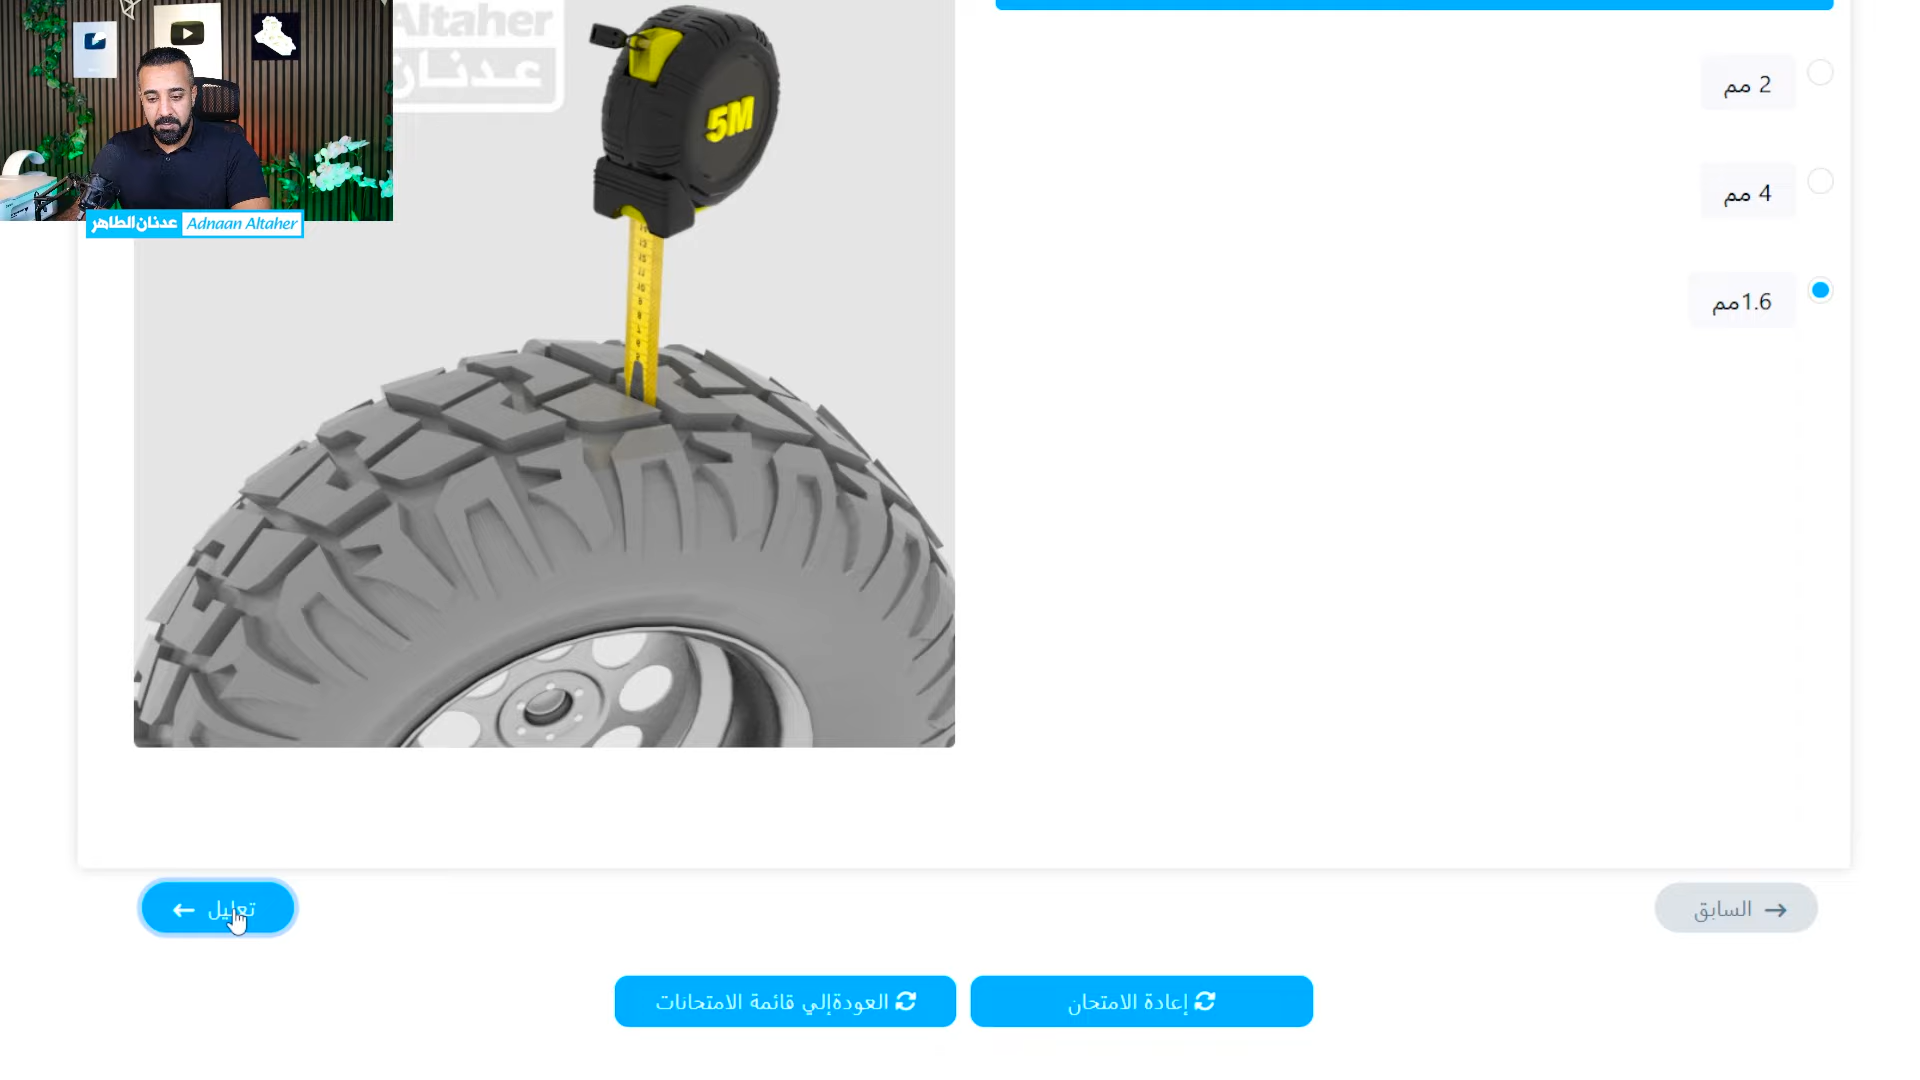 Altaher
عدنان
5M
عدنان الطاهر Adnaan Altaher
2 مم
4 مم
1.6مم
تعليل
السابق
العودةإلي قائمة الامتحانات
إعادة الامتحان